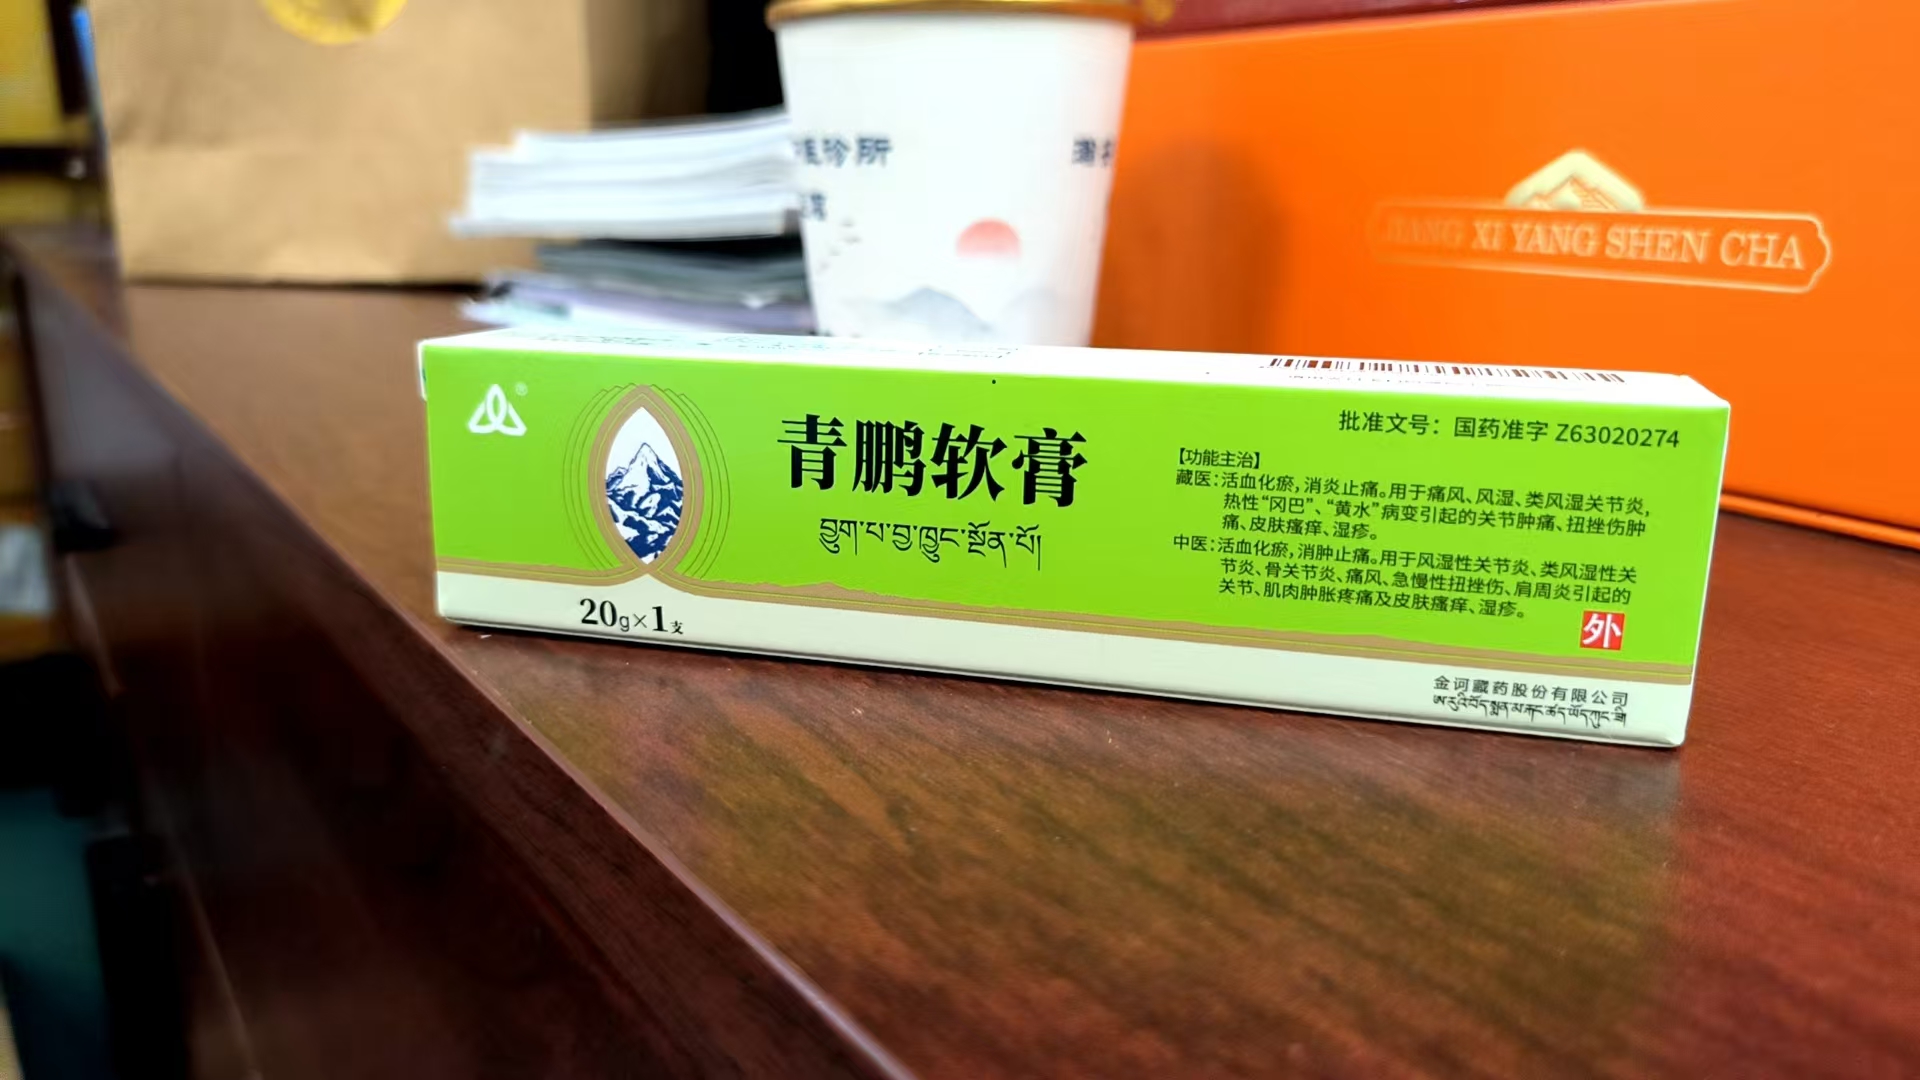 诊所
XI YANG SHEN CHA
青鹏软膏
བྱུག་པ་བྱ་ཁྱུང་སྔོན་པོ།
批准文号：国药准字 Z63020274
【功能主治】
藏医：活血化瘀，消炎止痛。用于痛风、风湿、类风湿关节炎，
热性“冈巴”、“黄水”病变引起的关节肿痛、扭挫伤肿
痛、皮肤瘙痒、湿疹。
中医：活血化瘀，消肿止痛。用于风湿性关节炎、类风湿性关
节炎、骨关节炎、痛风、急慢性扭挫伤、肩周炎引起的
关节、肌肉肿胀疼痛及皮肤瘙痒、湿疹。
外
20g×1支
金诃藏药股份有限公司